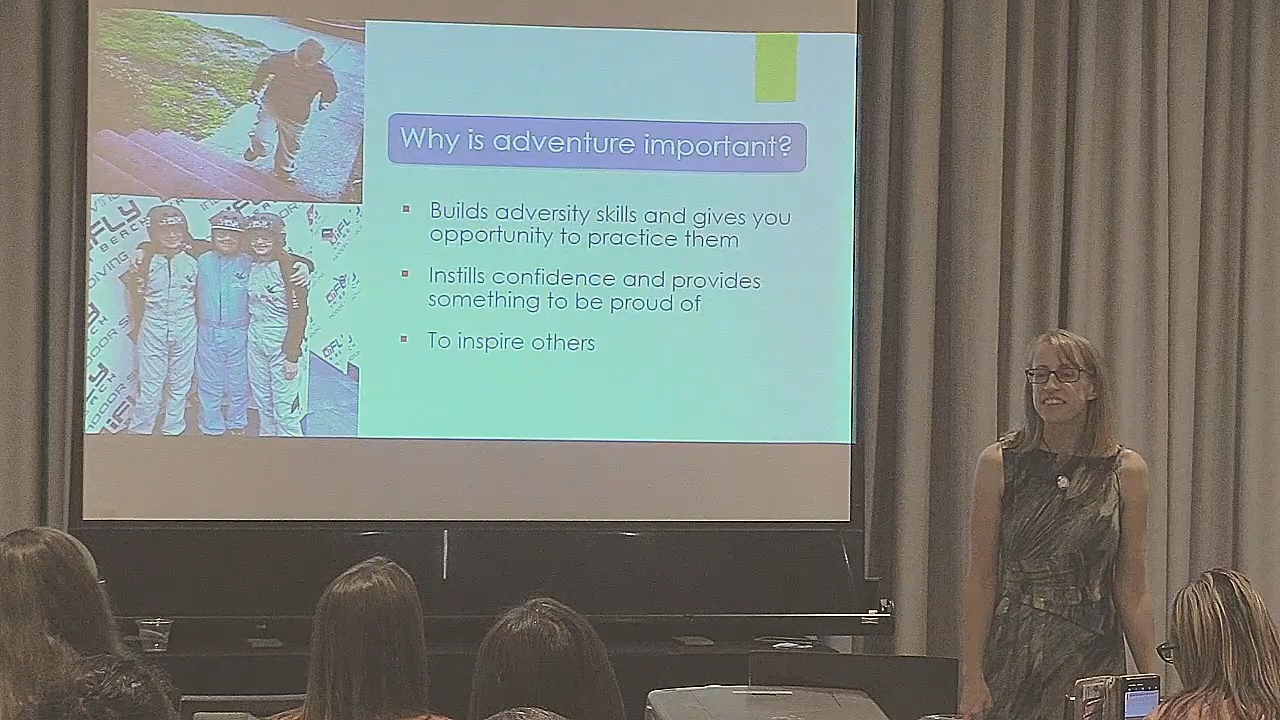 Why is adventure important?
Builds adversity skills and gives you
opportunity to practice them
Instills confidence and provides
something to be proud of
To inspire others
iFLY